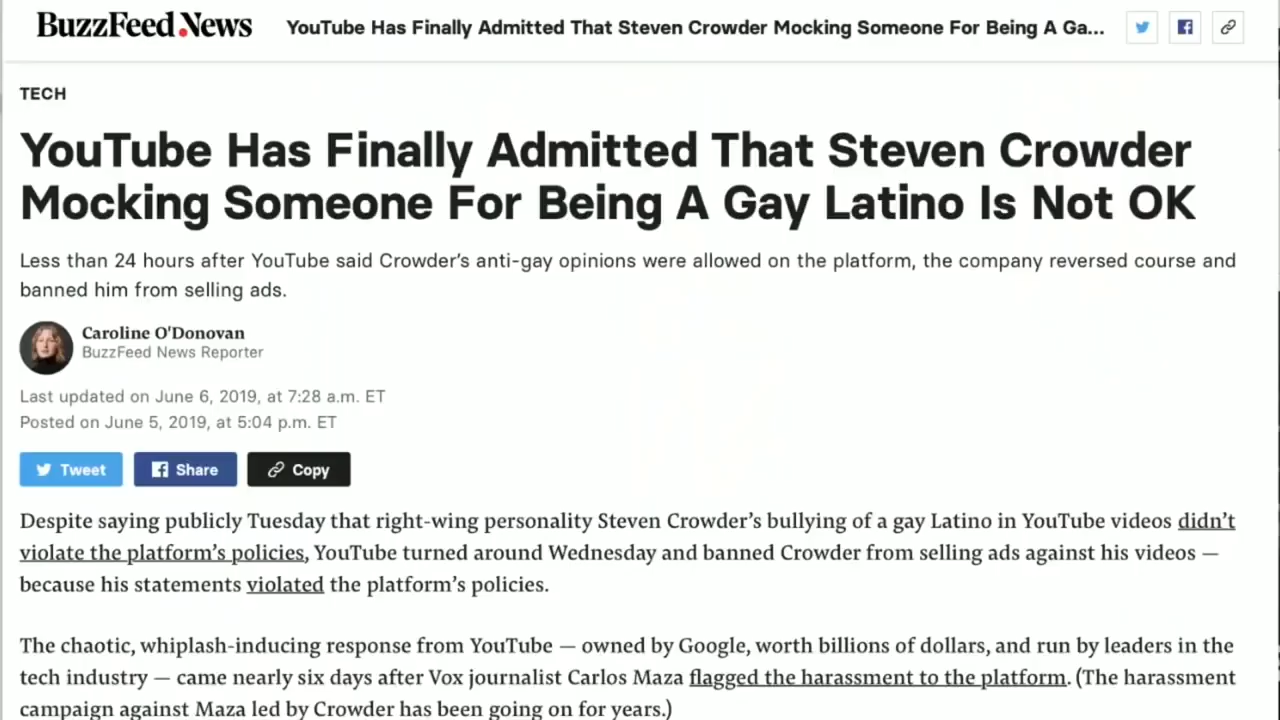 BuzzFeed News YouTube Has Finally Admitted That Steven Crowder Mocking Someone For Being A Ga...
TECH
YouTube Has Finally Admitted That Steven Crowder
Mocking Someone For Being A Gay Latino Is Not OK
Less than 24 hours after YouTube said Crowder’s anti-gay opinions were allowed on the platform, the company reversed course and
banned him from selling ads.
Caroline O'Donovan
BuzzFeed News Reporter
Last updated on June 6, 2019, at 7:28 a.m. ET
Posted on June 5, 2019, at 5:04 p.m. ET
Tweet Share Copy
Despite saying publicly Tuesday that right-wing personality Steven Crowder’s bullying of a gay Latino in YouTube videos didn’t
violate the platform’s policies, YouTube turned around Wednesday and banned Crowder from selling ads against his videos —
because his statements violated the platform’s policies.
The chaotic, whiplash-inducing response from YouTube — owned by Google, worth billions of dollars, and run by leaders in the
tech industry — came nearly six days after Vox journalist Carlos Maza flagged the harassment to the platform. (The harassment
campaign against Maza led by Crowder has been going on for years.)